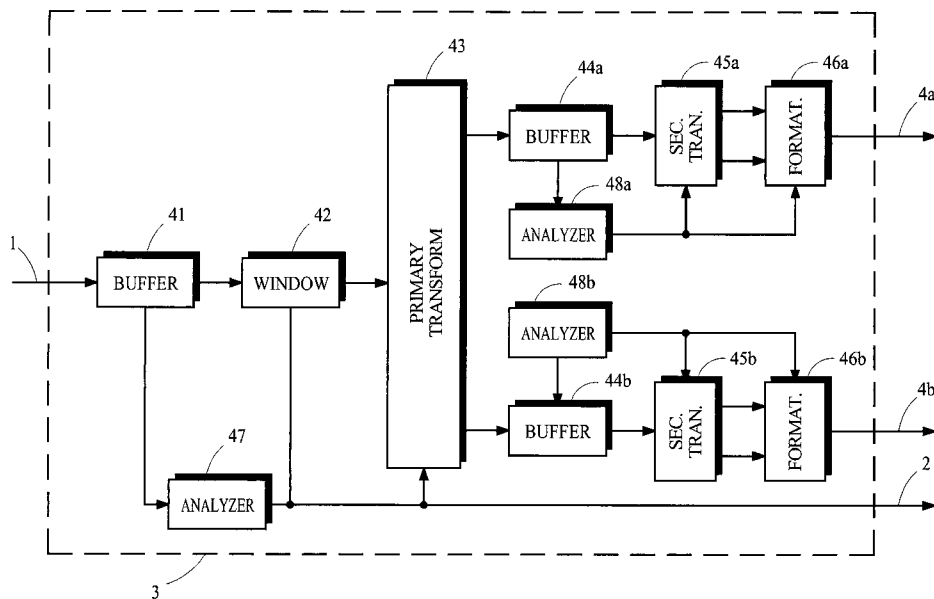 43
44a
45a
46a
4a
BUFFER
SEC.
TRAN.
FORMAT.
48a
41
42
1
ANALYZER
BUFFER
WINDOW
PRIMARY
TRANSFORM
48b
ANALYZER
45b
46b
44b
4b
BUFFER
SEC.
TRAN.
FORMAT.
47
2
ANALYZER
3